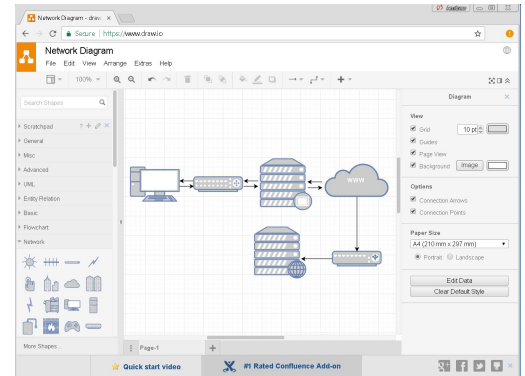 Network Diagram - draw
Secure | https://www.draw.io
Network Diagram
File Edit View Arrange Extras Help
100%
Search Shapes
Scratchpad
General
Misc
Advanced
UML
Entity Relation
Basic
Flowchart
Network
More Shapes...
WWW
Page-1
Diagram
View
Grid 10 pt
Guides
Page View
Background Image
Options
Connection Arrows
Connection Points
Paper Size
A4 (210 mm x 297 mm)
Portrait Landscape
Edit Data
Clear Default Style
Quick start video
#1 Rated Confluence Add-on